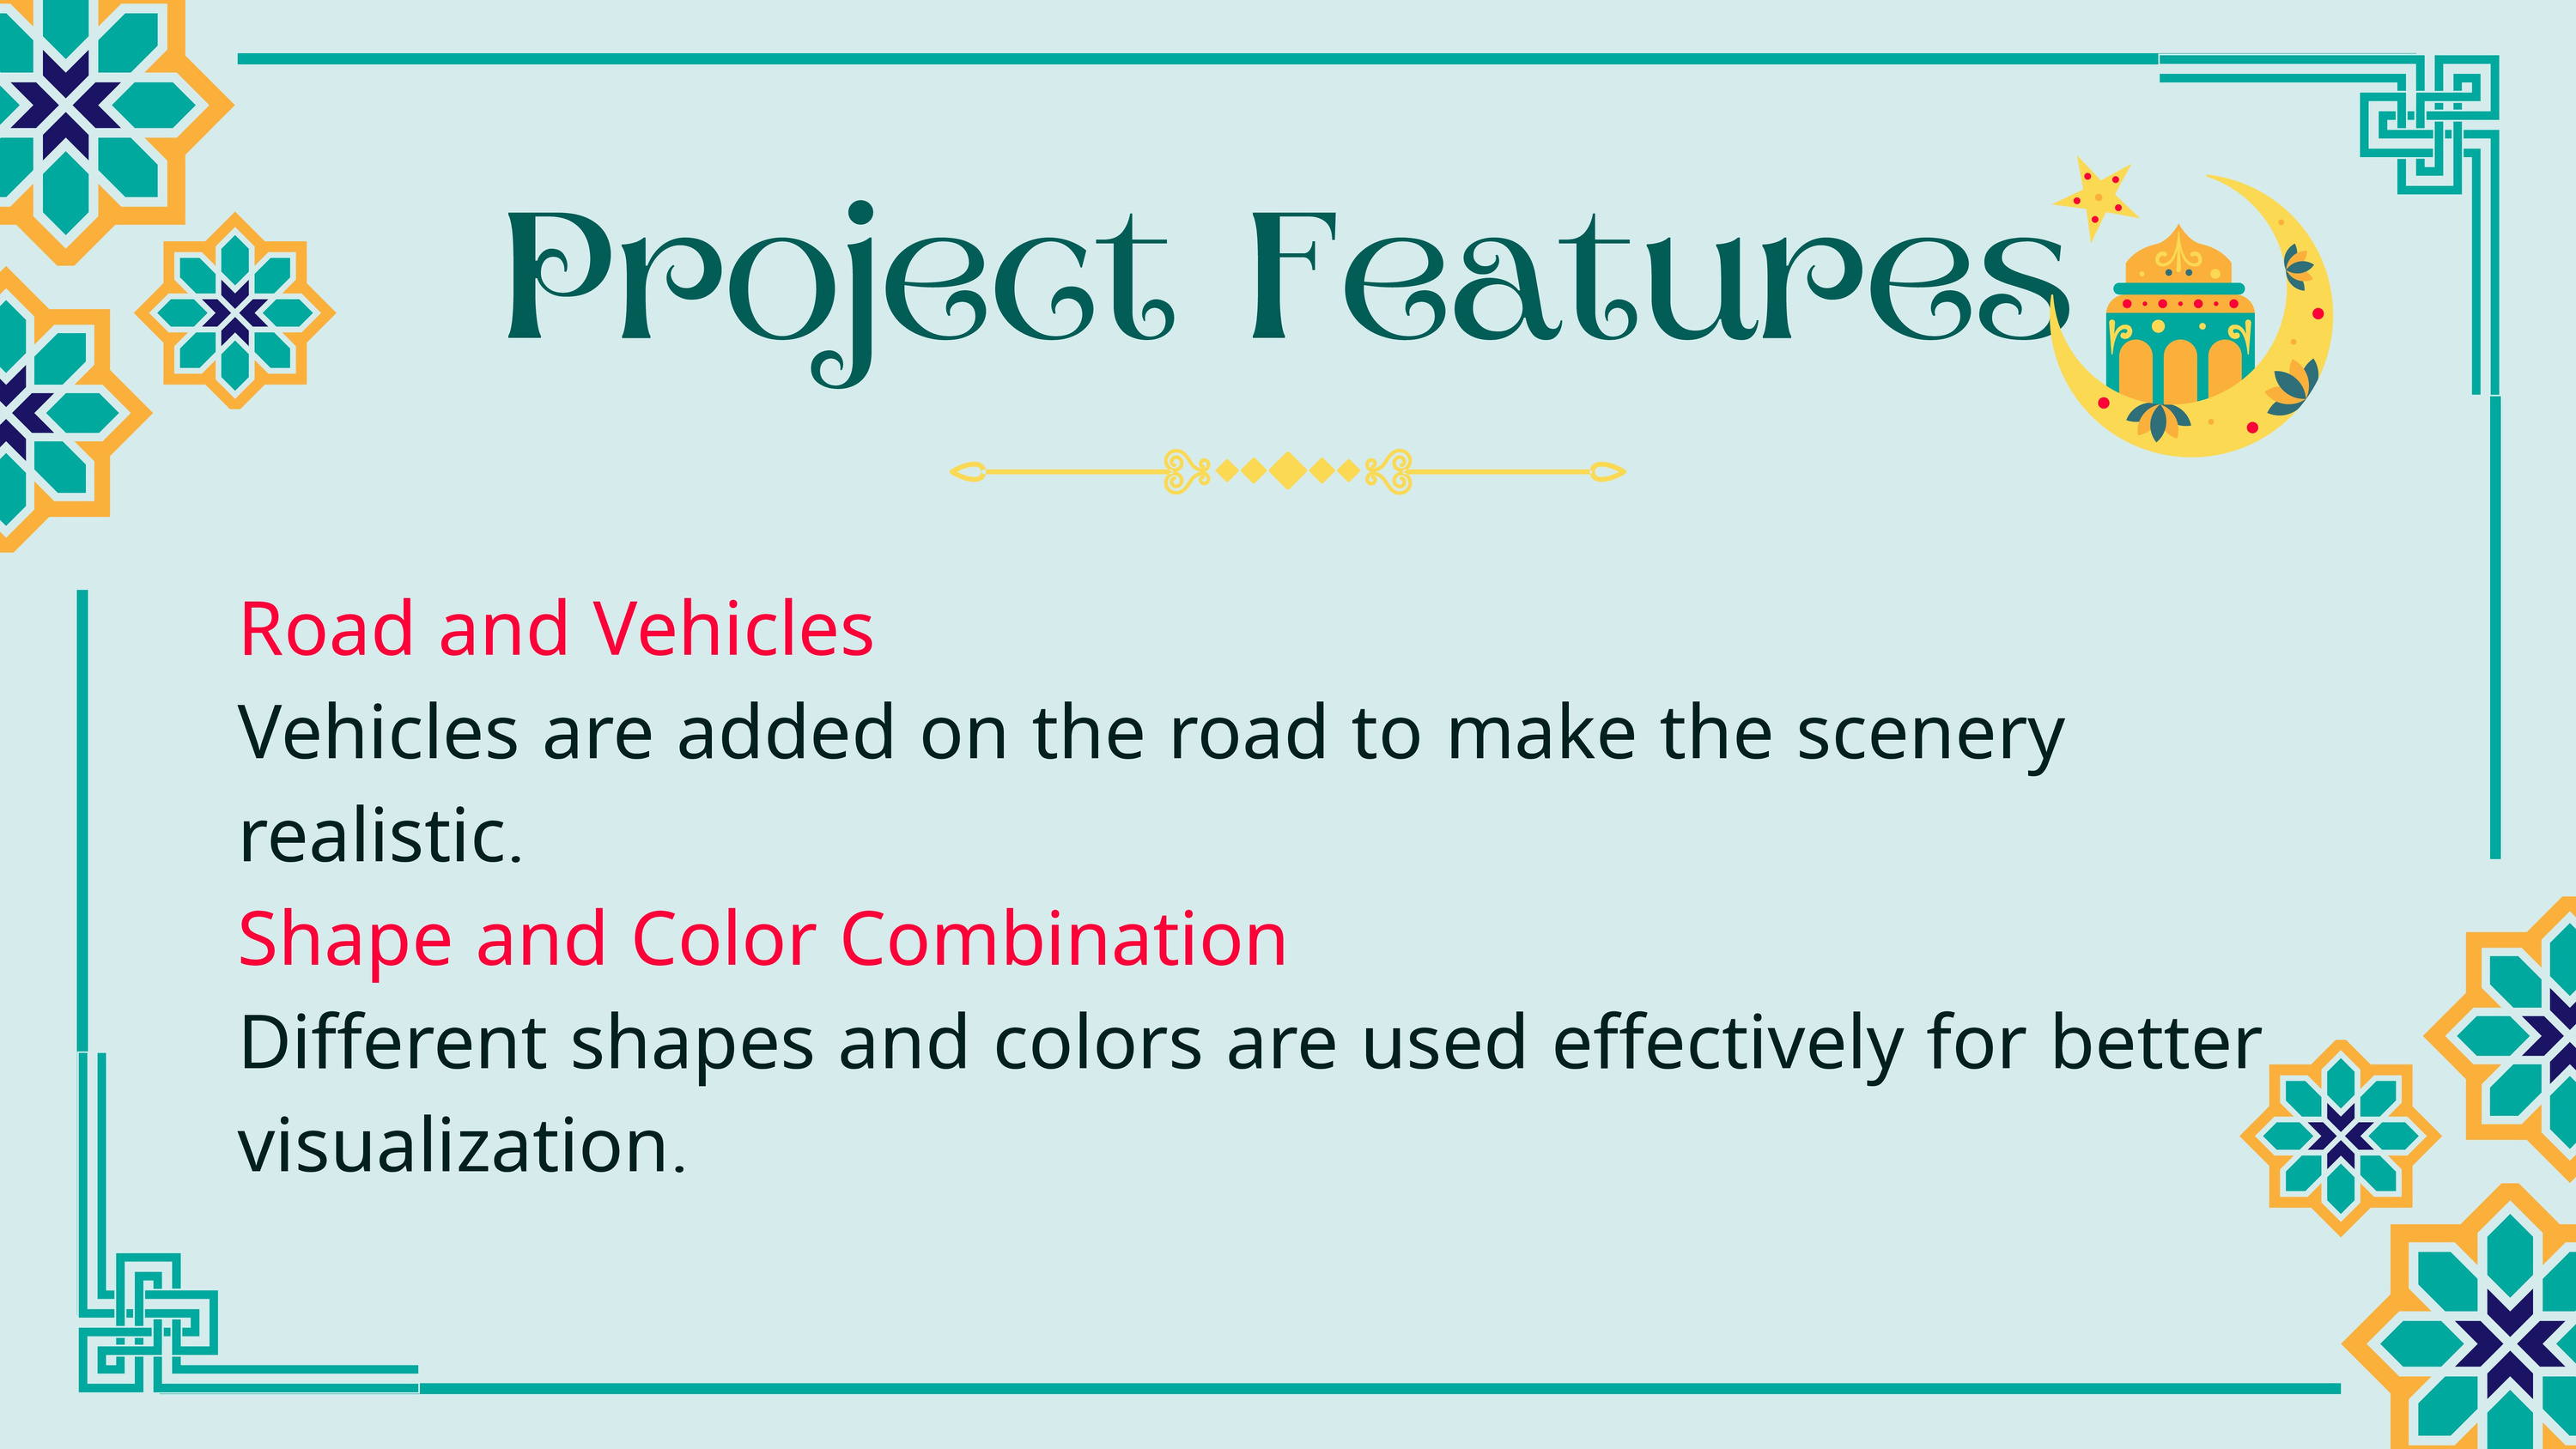 Project Features
Road and Vehicles
Vehicles are added on the road to make the scenery
realistic.
Shape and Color Combination
Different shapes and colors are used effectively for better
visualization.